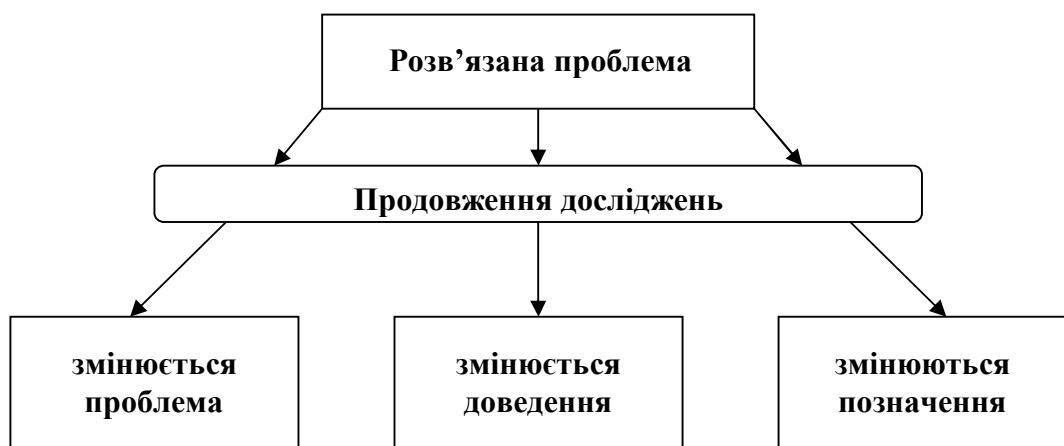 Розв’язана проблема
Продовження досліджень
змінюється
проблема
змінюється
доведення
змінюються
позначення